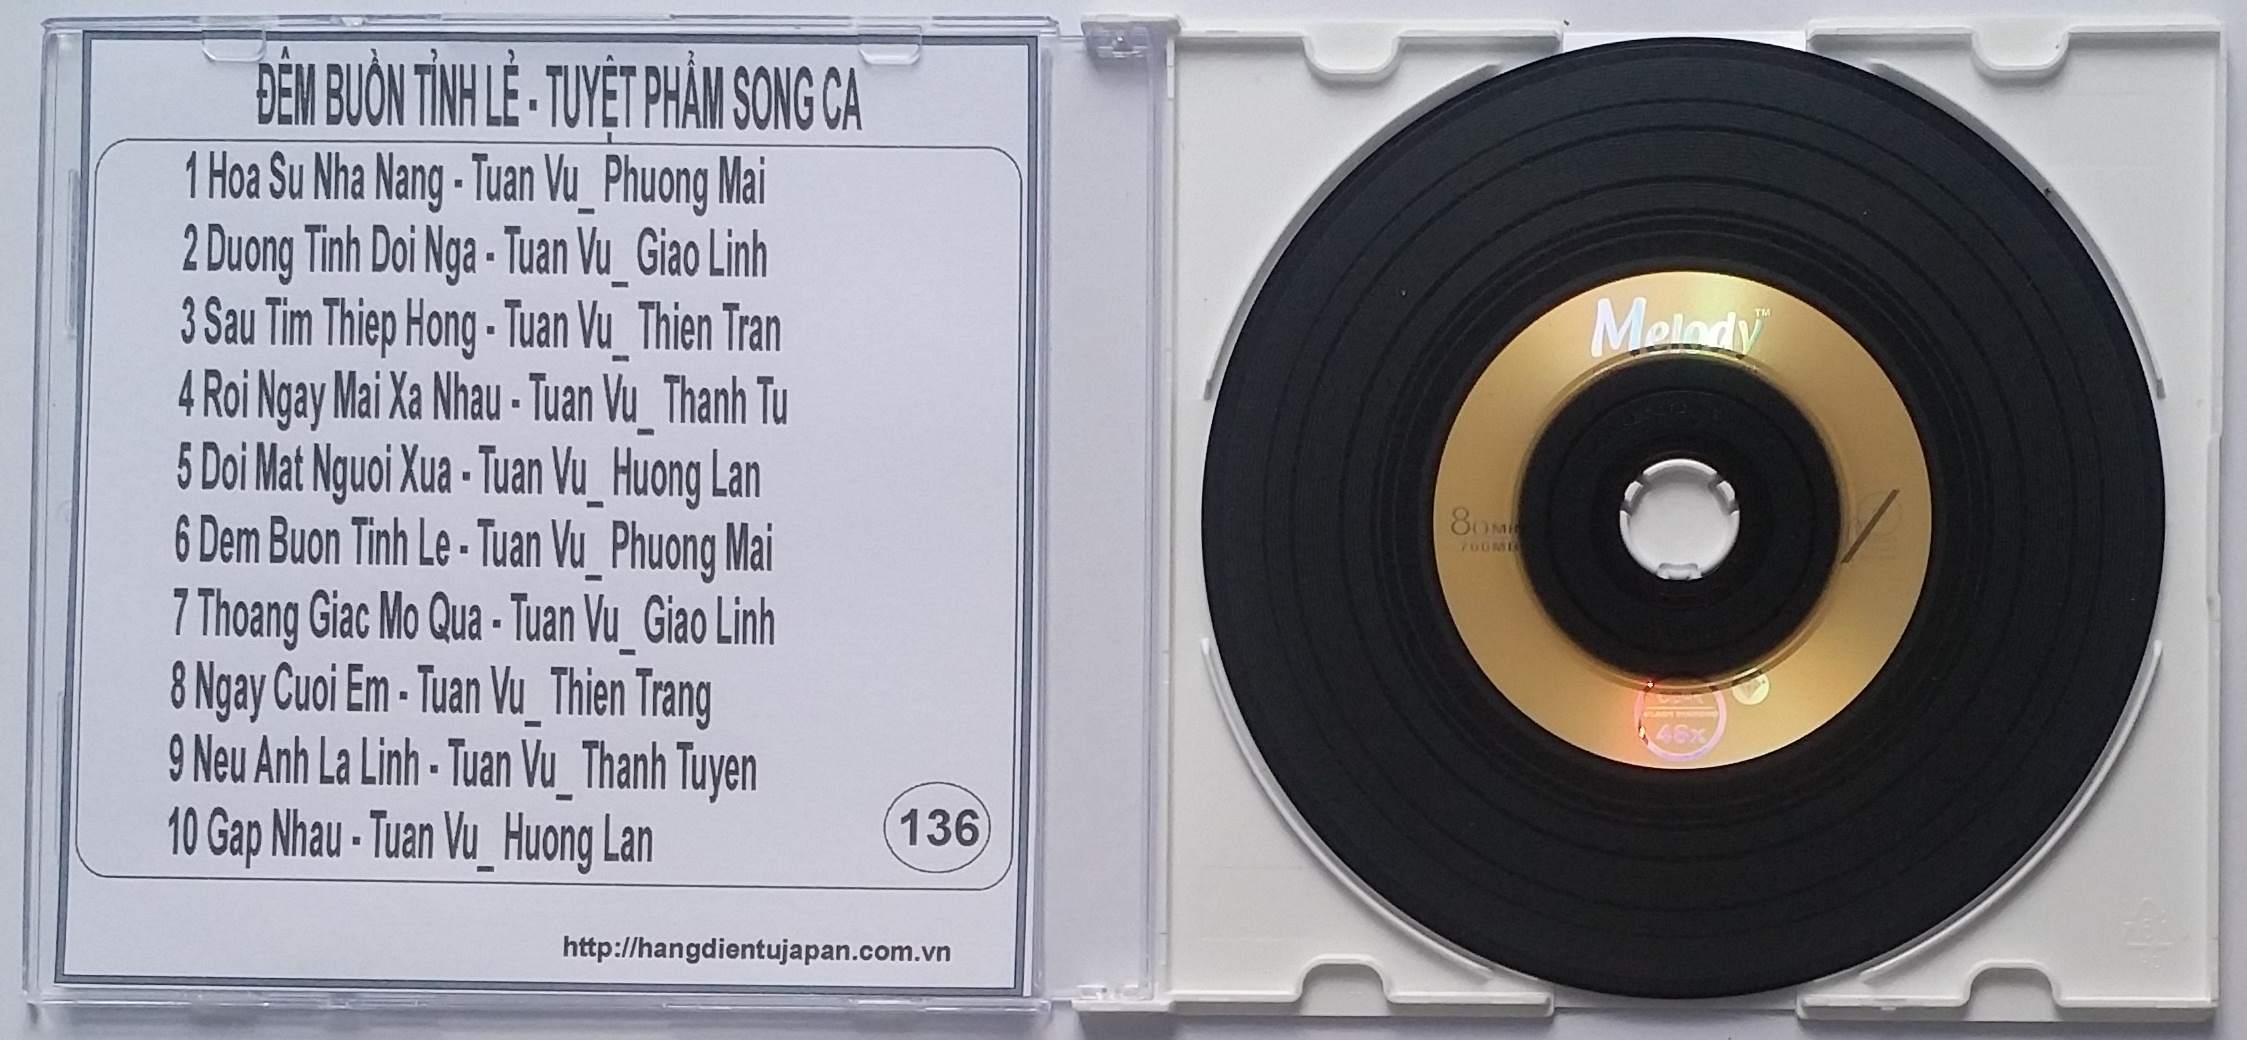 ĐÊM BUỒN TỈNH LẺ - TUYỆT PHẨM SONG CA
1 Hoa Su Nha Nang - Tuan Vu_ Phuong Mai
2 Duong Tinh Doi Nga - Tuan Vu_ Giao Linh
3 Sau Tim Thiep Hong - Tuan Vu_ Thien Tran
4 Roi Ngay Mai Xa Nhau - Tuan Vu_ Thanh Tu
5 Doi Mat Nguoi Xua - Tuan Vu_ Huong Lan
6 Dem Buon Tinh Le - Tuan Vu_ Phuong Mai
7 Thoang Giac Mo Qua - Tuan Vu_ Giao Linh
8 Ngay Cuoi Em - Tuan Vu_ Thien Trang
9 Neu Anh La Linh - Tuan Vu_ Thanh Tuyen
10 Gap Nhau - Tuan Vu_ Huong Lan
136
http://hangdientujapan.com.vn
Melody™
80
700MB
48x